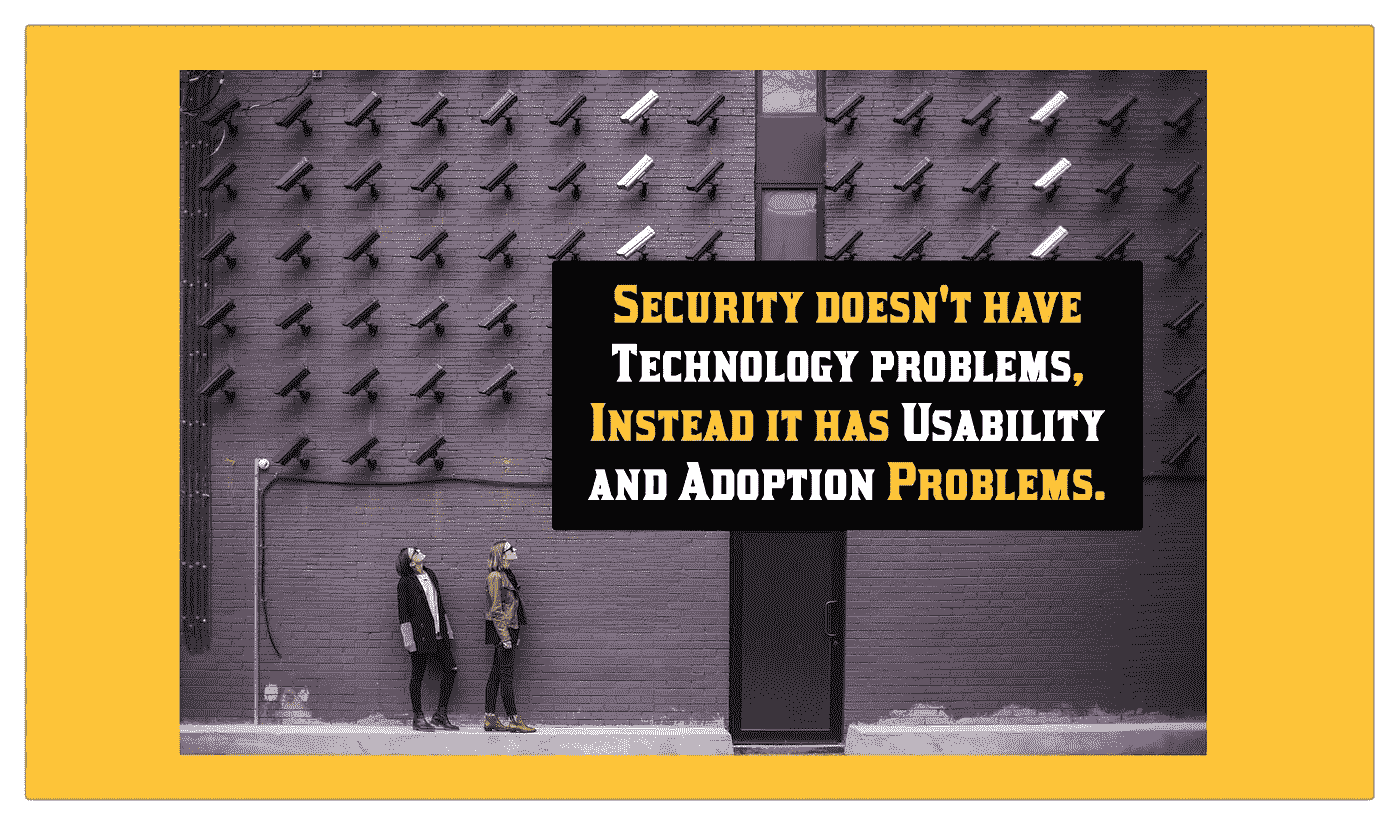 Security doesn't have
Technology problems,
Instead it has Usability
and Adoption Problems.